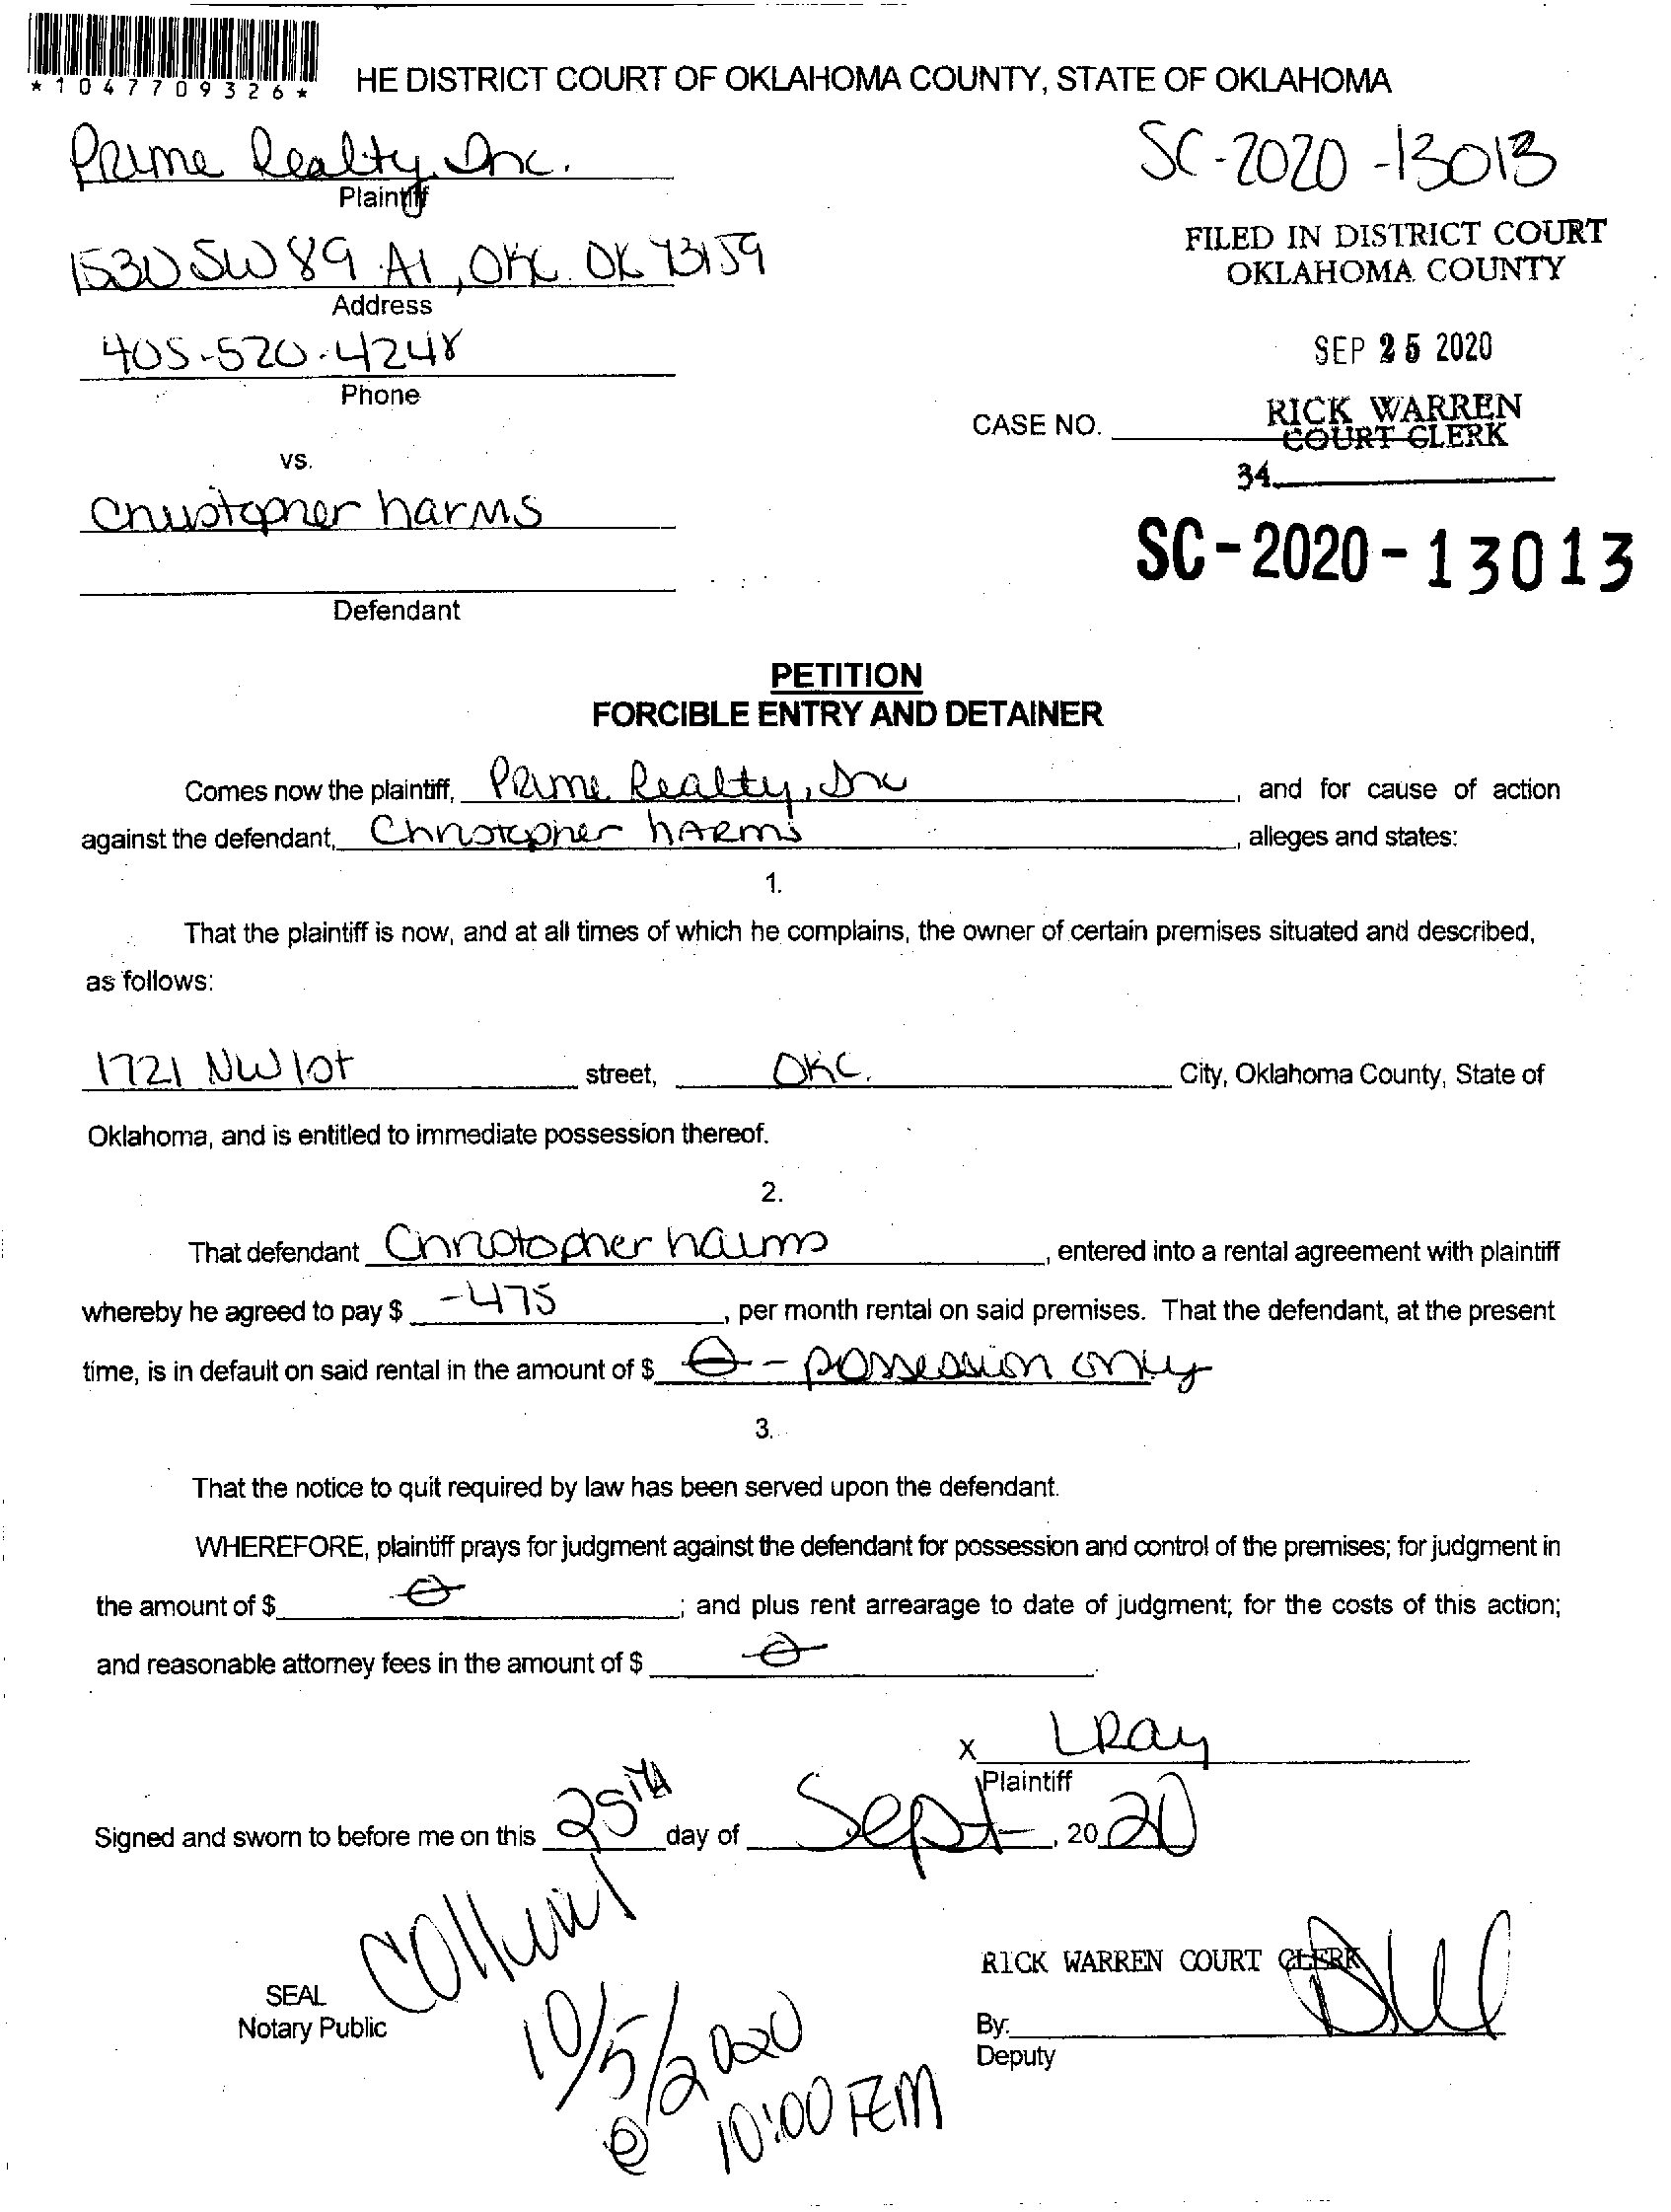 *1047709326*
HE DISTRICT COURT OF OKLAHOMA COUNTY, STATE OF OKLAHOMA
Prime Realty, Inc.
Plaintiff
SC-2020-13013
1530 SW 89 A1, OKC. OK 73159
Address
FILED IN DISTRICT COURT
OKLAHOMA COUNTY
405-520-4248
Phone
SEP 25 2020
CASE NO.
RICK WARREN
COURT CLERK
34
vs.
Christopher harms
SC-2020-13013
Defendant
PETITION
FORCIBLE ENTRY AND DETAINER
Comes now the plaintiff, Prime Realty, Inc, and for cause of action
against the defendant, Christopher harms, alleges and states:
1.
That the plaintiff is now, and at all times of which he complains, the owner of certain premises situated and described,
as follows:
1721 NW 10t street, OKC. City, Oklahoma County, State of
Oklahoma, and is entitled to immediate possession thereof.
2.
That defendant Christopher harms, entered into a rental agreement with plaintiff
whereby he agreed to pay $ -475, per month rental on said premises. That the defendant, at the present
time, is in default on said rental in the amount of $ 0 - possession only
3.
That the notice to quit required by law has been served upon the defendant.
WHEREFORE, plaintiff prays for judgment against the defendant for possession and control of the premises; for judgment in
the amount of $ 0; and plus rent arrearage to date of judgment; for the costs of this action;
and reasonable attorney fees in the amount of $ 0.
X LRay
Plaintiff
Signed and sworn to before me on this 25th day of Sept, 2020
RICK WARREN COURT CLERK
SEAL
Notary Public
By:
Deputy
10/5/2020
@ 10:00